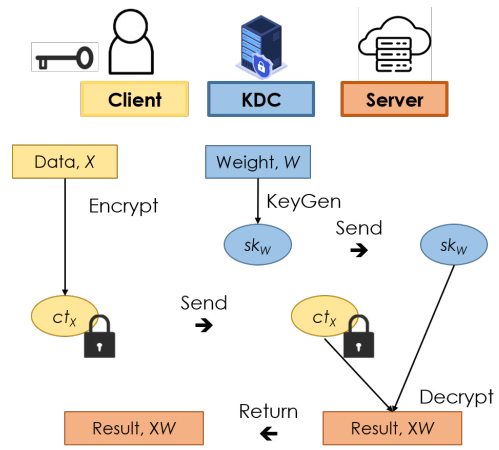 Client
KDC
Server
Data, X
Weight, W
Encrypt
KeyGen
Send
sk_W
sk_W
ct_X
Send
ct_X
Decrypt
Return
Result, XW
Result, XW